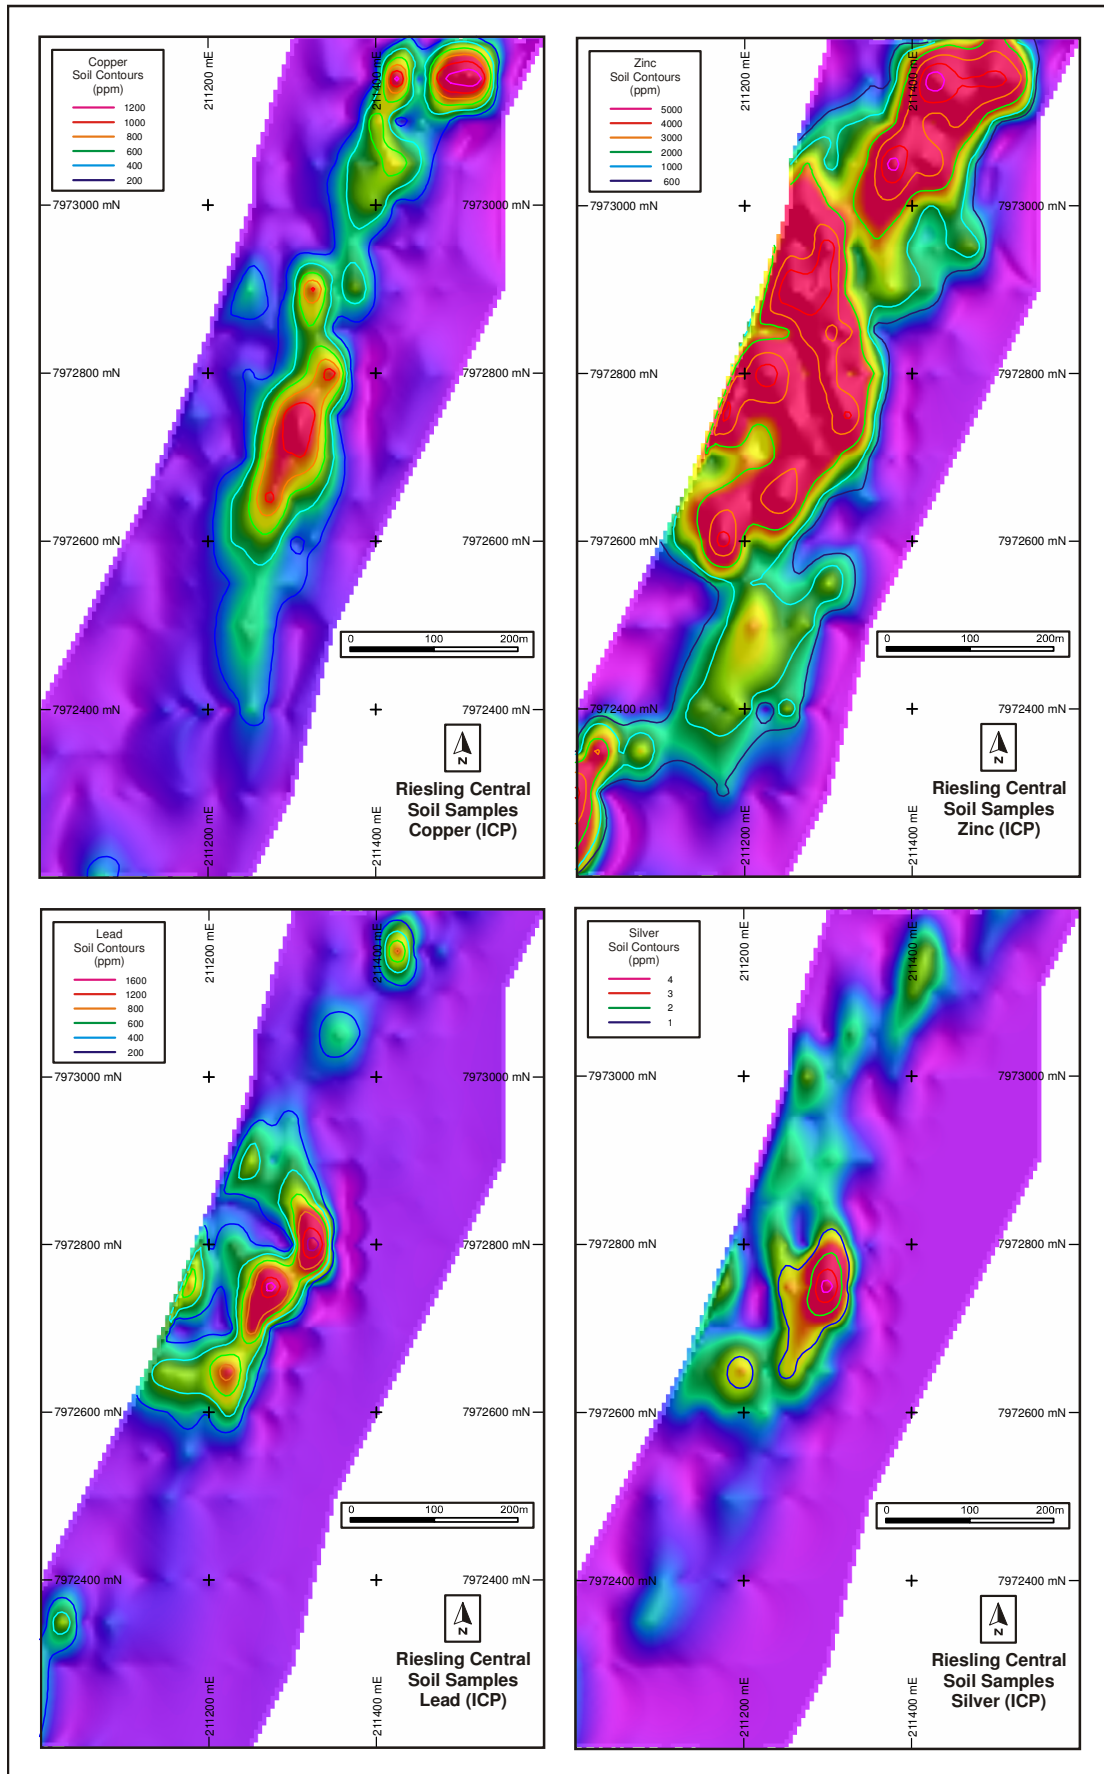 Copper
Soil Contours
(ppm)
1200
1000
800
600
400
200
211200 mE
211400 mE
7973000 mN
7973000 mN
7972800 mN
7972800 mN
7972600 mN
7972600 mN
0 100 200m
7972400 mN
7972400 mN
N
Riesling Central
Soil Samples
Copper (ICP)
211200 mE
211400 mE
Zinc
Soil Contours
(ppm)
5000
4000
3000
2000
1000
600
211200 mE
211400 mE
7973000 mN
7973000 mN
7972800 mN
7972800 mN
7972600 mN
7972600 mN
0 100 200m
7972400 mN
7972400 mN
N
Riesling Central
Soil Samples
Zinc (ICP)
211200 mE
211400 mE
Lead
Soil Contours
(ppm)
1600
1200
800
600
400
200
211200 mE
211400 mE
7973000 mN
7973000 mN
7972800 mN
7972800 mN
7972600 mN
7972600 mN
0 100 200m
7972400 mN
7972400 mN
N
Riesling Central
Soil Samples
Lead (ICP)
211200 mE
211400 mE
Silver
Soil Contours
(ppm)
4
3
2
1
211200 mE
211400 mE
7973000 mN
7973000 mN
7972800 mN
7972800 mN
7972600 mN
7972600 mN
0 100 200m
7972400 mN
7972400 mN
N
Riesling Central
Soil Samples
Silver (ICP)
211200 mE
211400 mE